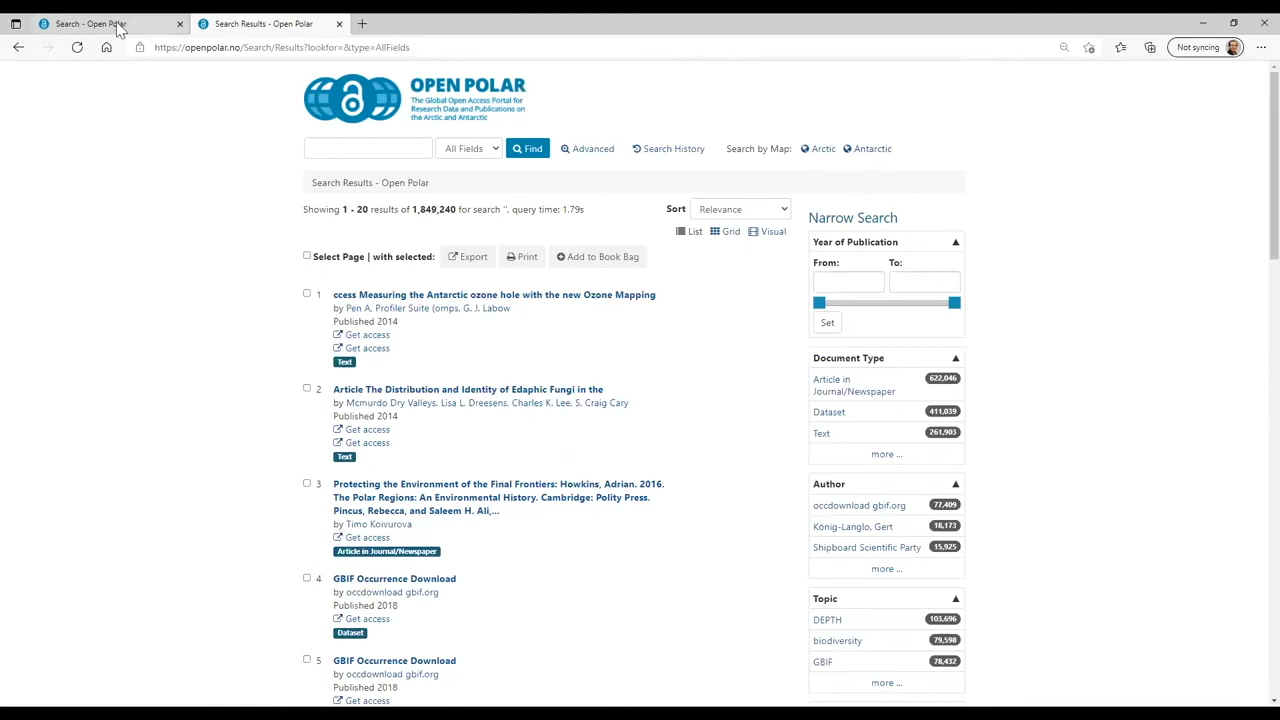 Search - Open Polar
Search Results - Open Polar
https://openpolar.no/Search/Results?lookfor=&type=AllFields
Not syncing
OPEN POLAR
The Global Open Access Portal for
Research Data and Publications on
the Arctic and Antarctic
All Fields
Find
Advanced
Search History
Search by Map:
Arctic
Antarctic
Search Results - Open Polar
Showing 1 - 20 results of 1,849,240 for search '', query time: 1.79s
Sort
Relevance
List
Grid
Visual
Select Page | with selected:
Export
Print
Add to Book Bag
1 ccess Measuring the Antarctic ozone hole with the new Ozone Mapping
by Pen A, Profiler Suite (omps, G. J. Labow
Published 2014
Get access
Get access
Text
2 Article The Distribution and Identity of Edaphic Fungi in the
by Mcmurdo Dry Valleys, Lisa L. Dreesens, Charles K. Lee, S. Craig Cary
Published 2014
Get access
Get access
Text
3 Protecting the Environment of the Final Frontiers: Howkins, Adrian. 2016.
The Polar Regions: An Environmental History. Cambridge: Polity Press.
Pincus, Rebecca, and Saleem H. Ali,...
by Timo Koivurova
Get access
Article in Journal/Newspaper
4 GBIF Occurrence Download
by occdownload gbif.org
Published 2018
Get access
Dataset
5 GBIF Occurrence Download
by occdownload gbif.org
Published 2018
Get access
Narrow Search
Year of Publication
From:
To:
Set
Document Type
Article in
Journal/Newspaper
622,046
Dataset
411,039
Text
261,903
more ...
Author
occdownload gbif.org
77,409
König-Langlo, Gert
18,173
Shipboard Scientific Party
15,925
more ...
Topic
DEPTH
103,696
biodiversity
79,598
GBIF
78,432
more ...